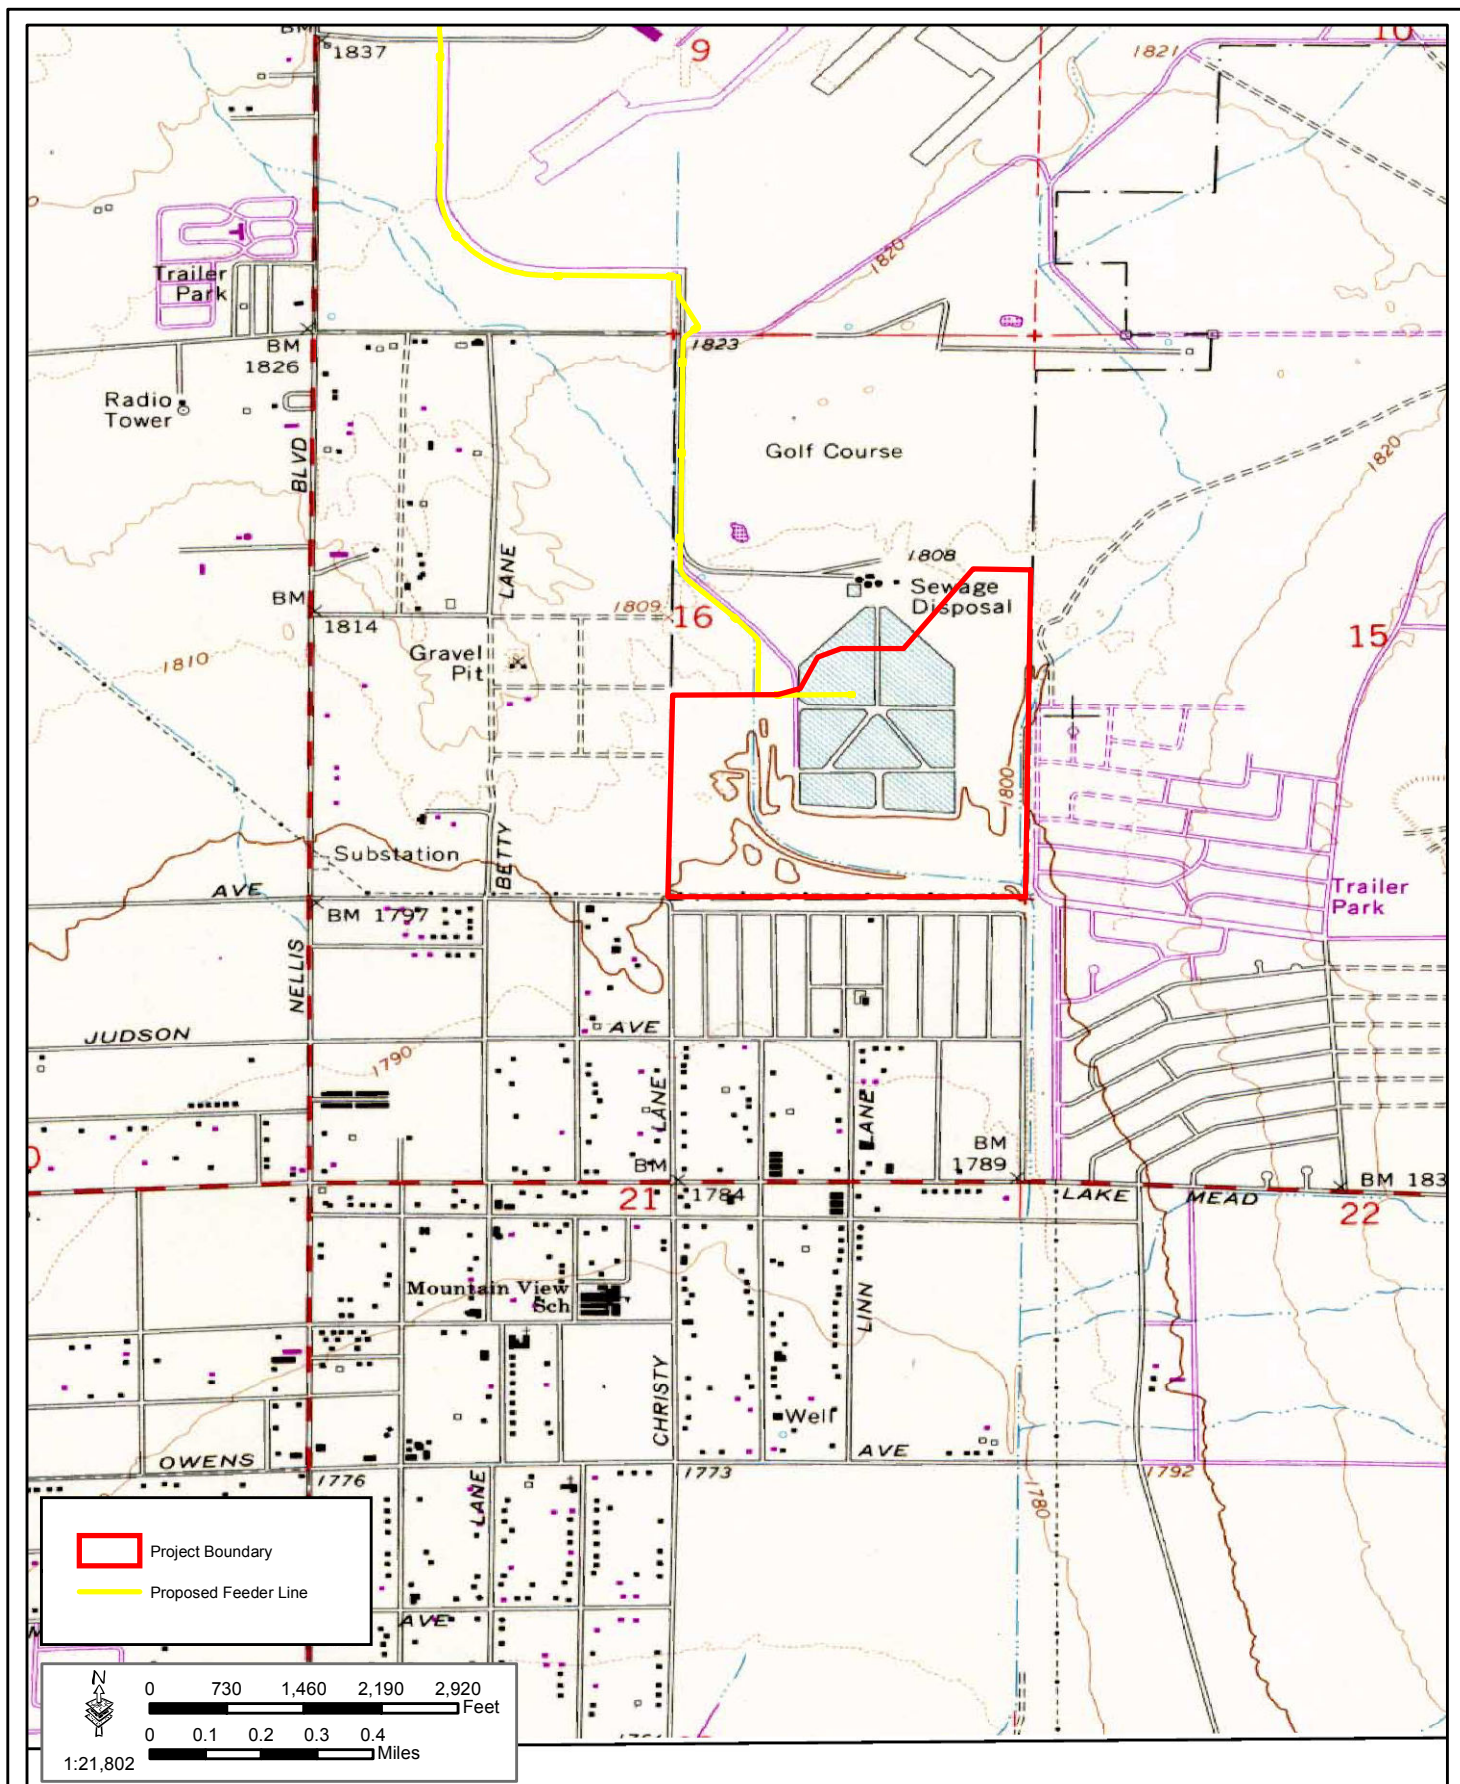 BM
1837
9
1821
10
1820
Trailer
Park
BM
1826
1823
Radio
Tower
BLVD
Golf Course
1820
LANE
1808
Sewage
Disposal
BM
1814
1809
16
15
1810
Gravel
Pit
1800
BETTY
Substation
AVE
BM 1797
Trailer
Park
NELLIS
JUDSON
AVE
1790
LANE
LANE
BM
1789
BM
1784
21
LAKE MEAD
BM 183
22
Mountain View
Sch
LINN
CHRISTY
Well
OWENS
AVE
1776
1773
1792
LANE
1780
Project Boundary
Proposed Feeder Line
AVE
N
0 730 1,460 2,190 2,920
Feet
0 0.1 0.2 0.3 0.4
Miles
1:21,802